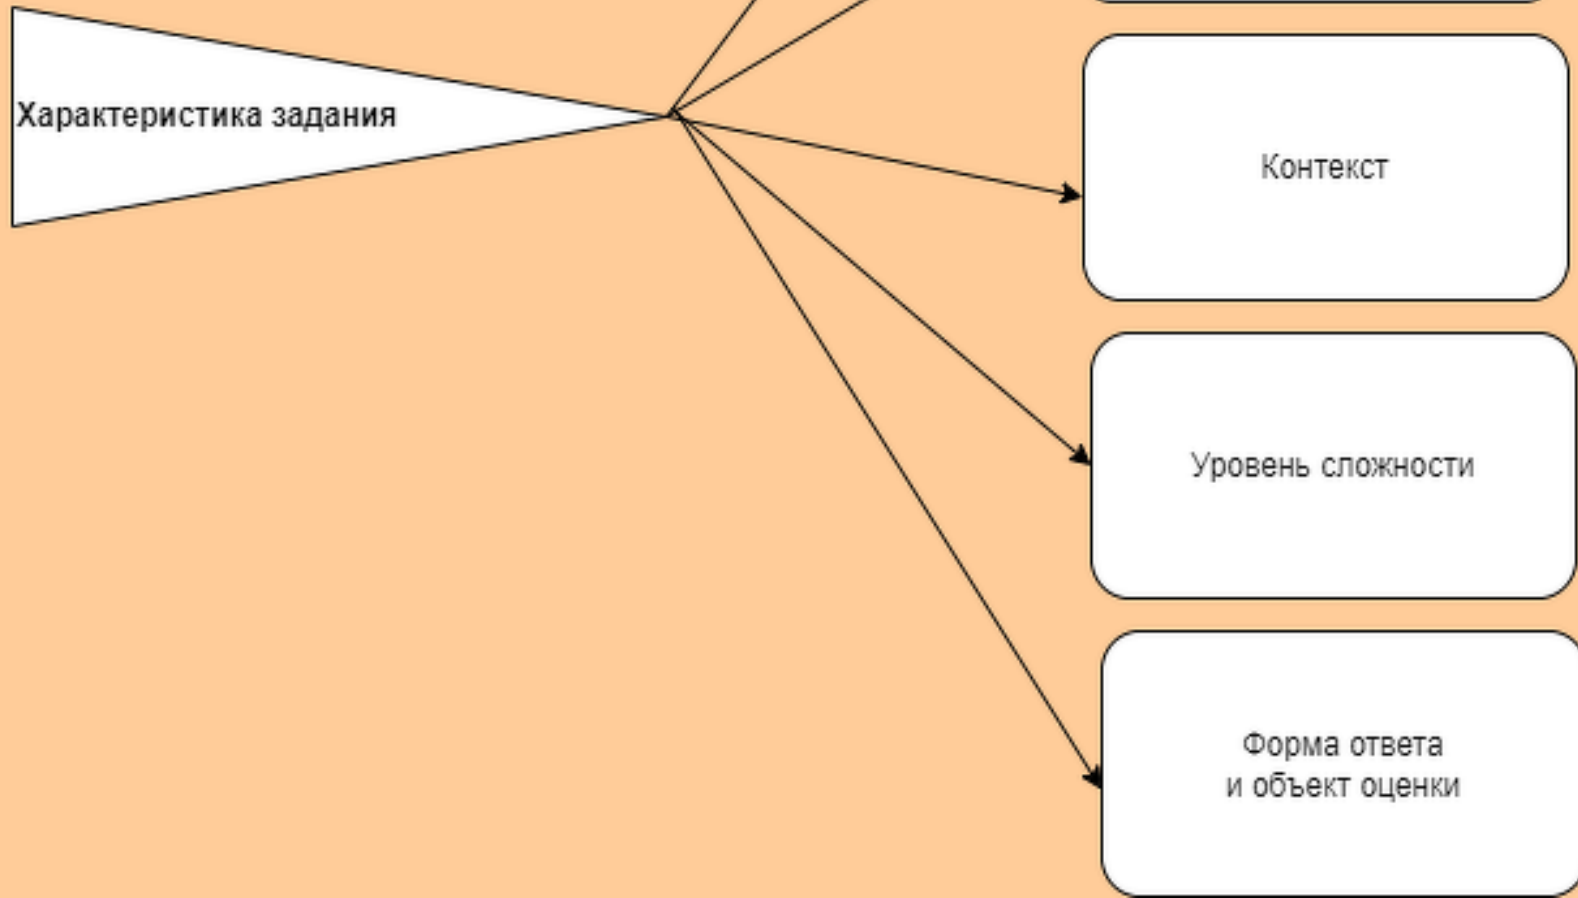 Характеристика задания
Контекст
Уровень сложности
Форма ответа
и объект оценки